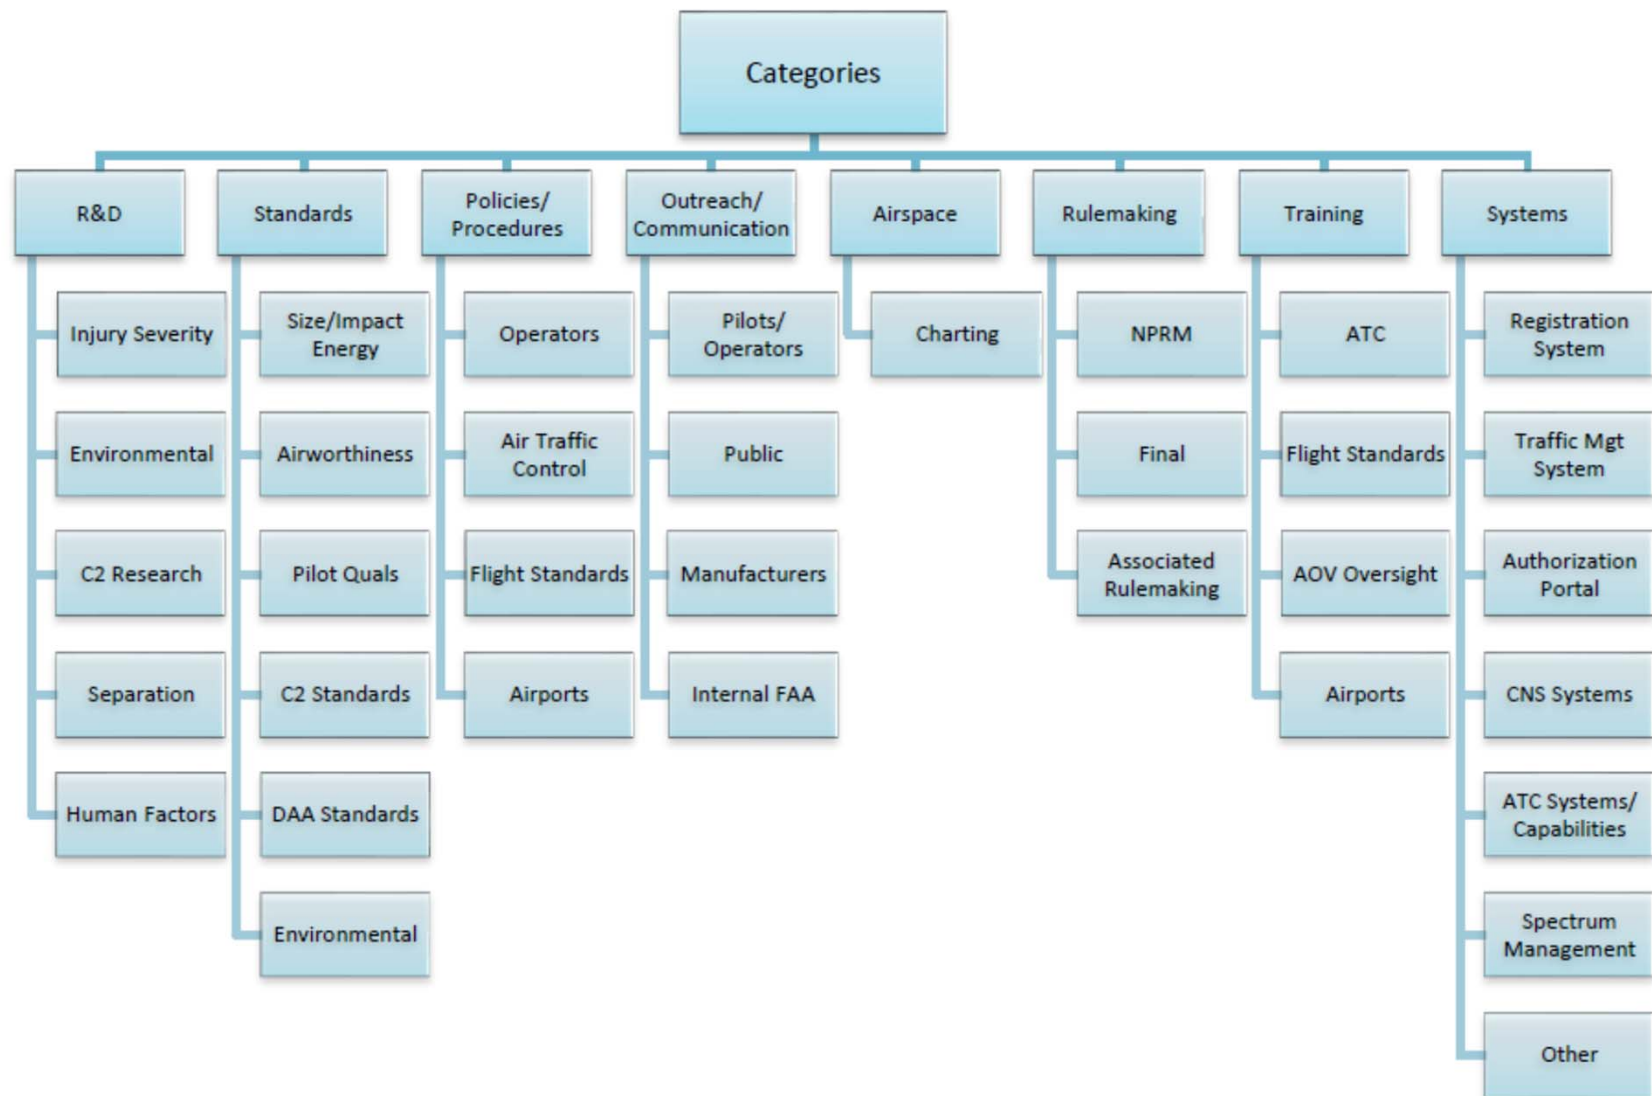 Categories
R&D
Standards
Policies/
Procedures
Outreach/
Communication
Airspace
Rulemaking
Training
Systems
Injury Severity
Environmental
C2 Research
Separation
Human Factors
Size/Impact
Energy
Airworthiness
Pilot Quals
C2 Standards
DAA Standards
Environmental
Operators
Air Traffic
Control
Flight Standards
Airports
Pilots/
Operators
Public
Manufacturers
Internal FAA
Charting
NPRM
Final
Associated
Rulemaking
ATC
Flight Standards
AOV Oversight
Airports
Registration
System
Traffic Mgt
System
Authorization
Portal
CNS Systems
ATC Systems/
Capabilities
Spectrum
Management
Other